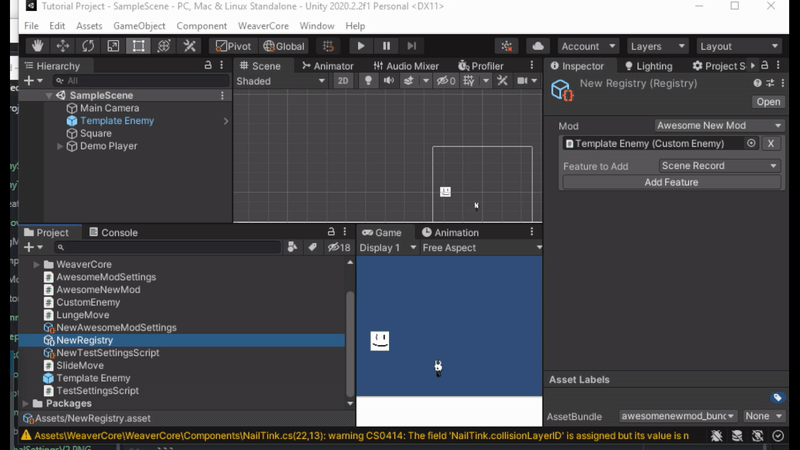 Tutorial Project - SampleScene - PC, Mac & Linux Standalone - Unity 2020.2.2f1 Personal <DX11>
File Edit Assets GameObject Component WeaverCore Window Help
Pivot Global Account Layers Layout
Hierarchy
All
SampleScene
Main Camera
Template Enemy
Square
Demo Player
Scene Animator Audio Mixer Profiler
Shaded 2D 0
Inspector Lighting Project S
New Registry (Registry)
Open
Mod Awesome New Mod
Template Enemy (Custom Enemy) X
Feature to Add Scene Record
Add Feature
Project Console
18
WeaverCore
AwesomeModSettings
AwesomeNewMod
CustomEnemy
LungeMove
NewAwesomeModSettings
NewRegistry
NewTestSettingsScript
SlideMove
Template Enemy
TestSettingsScript
Packages
Assets/NewRegistry.asset
Game Animation
Display 1 Free Aspect
Asset Labels
AssetBundle awesomenewmod_bund None
Assets\WeaverCore\WeaverCore\Components\NailTink.cs(22,13): warning CS0414: The field 'NailTink.collisionLayerID' is assigned but its value is n